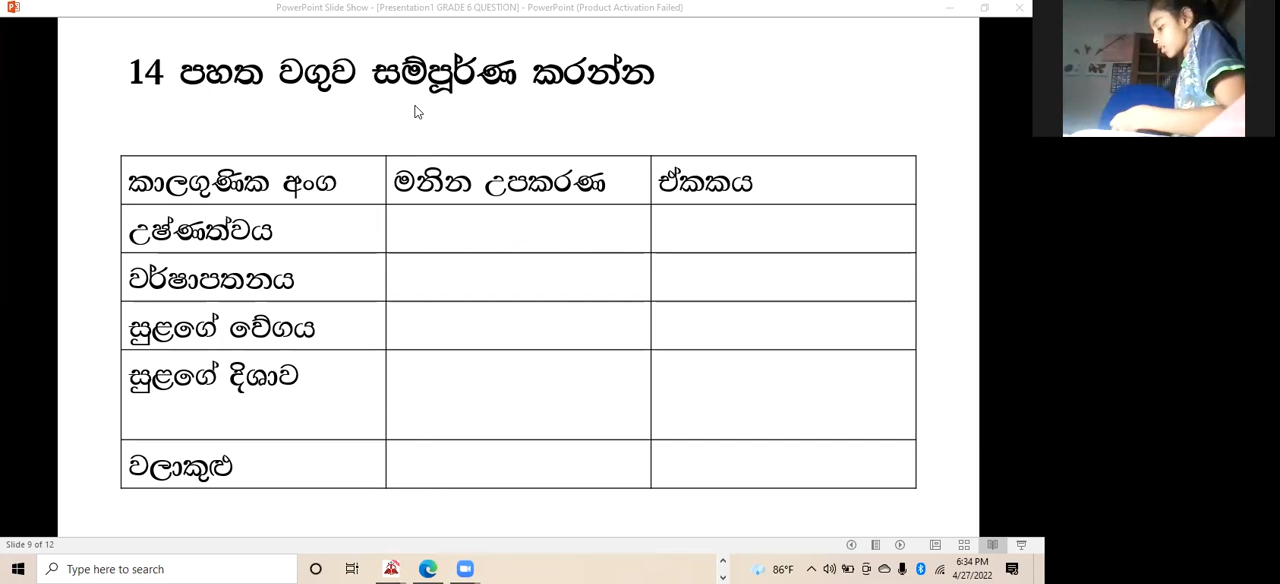 PowerPoint Slide Show - [Presentation1 GRADE 6 QUESTION] - PowerPoint (Product Activation Failed)
14 පහත වගුව සම්පූර්ණ කරන්න
කාලගුණික අංග මනින උපකරණ ඒකකය
උෂ්ණත්වය
වර්ෂාපතනය
සුළගේ වේගය
සුළගේ දිශාව
වලාකුළු
Slide 9 of 12
Type here to search
86°F
6:34 PM
4/27/2022